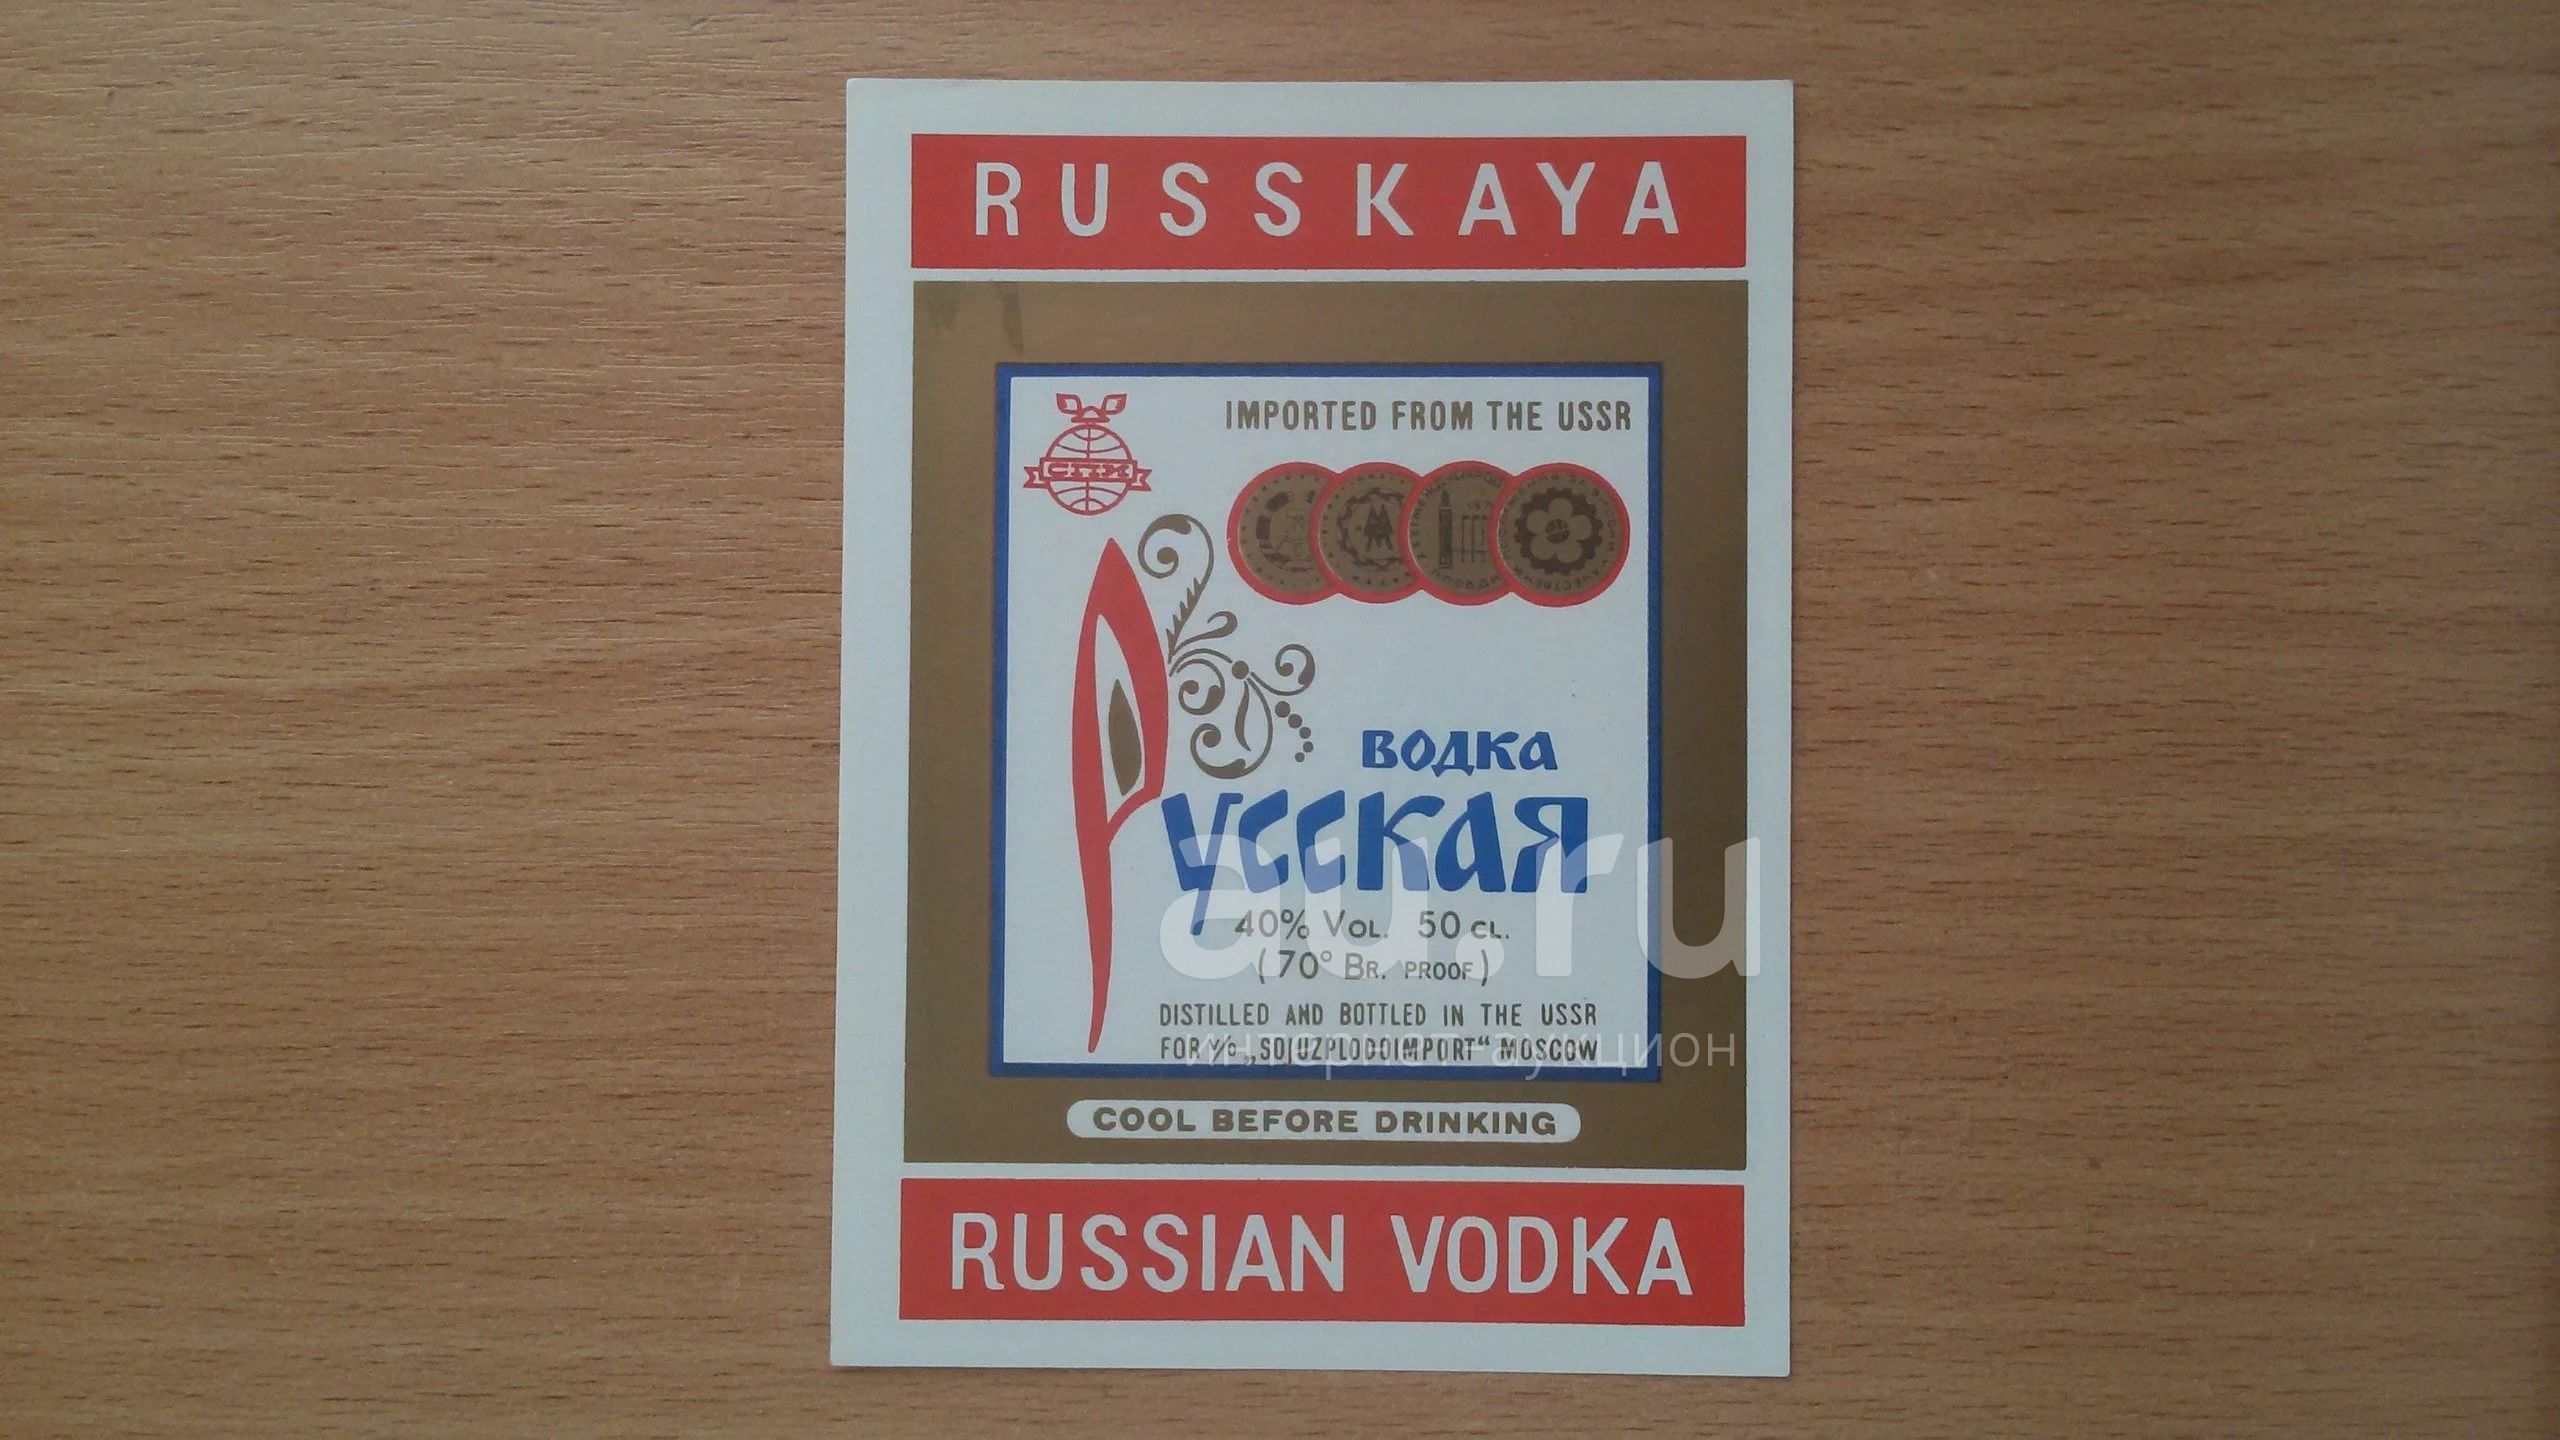 RUSSKAYA
IMPORTED FROM THE USSR
СПИ
водка
Русская
40% VOL. 50 CL.
(70° BR. PROOF)
DISTILLED AND BOTTLED IN THE USSR
FOR V/O „SOJUZPLODOIMPORT“ MOSCOW
COOL BEFORE DRINKING
RUSSIAN VODKA
au.ru
интернет-аукцион